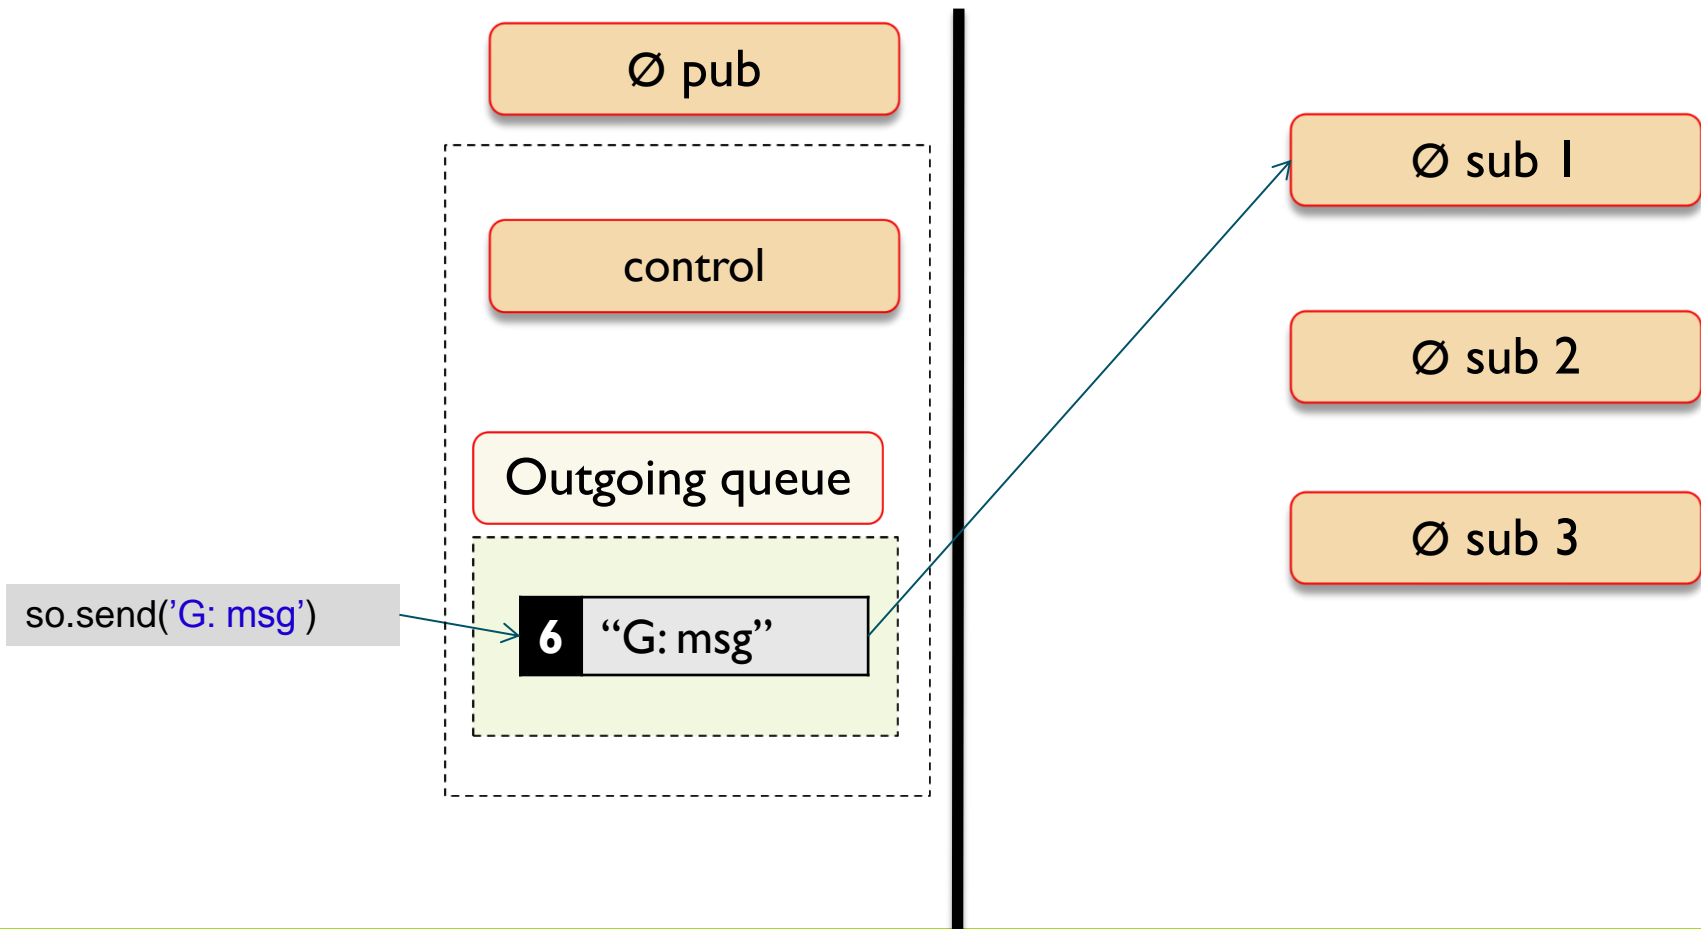 Ø pub
control
Outgoing queue
so.send(’G: msg’)
6 “G: msg”
Ø sub 1
Ø sub 2
Ø sub 3